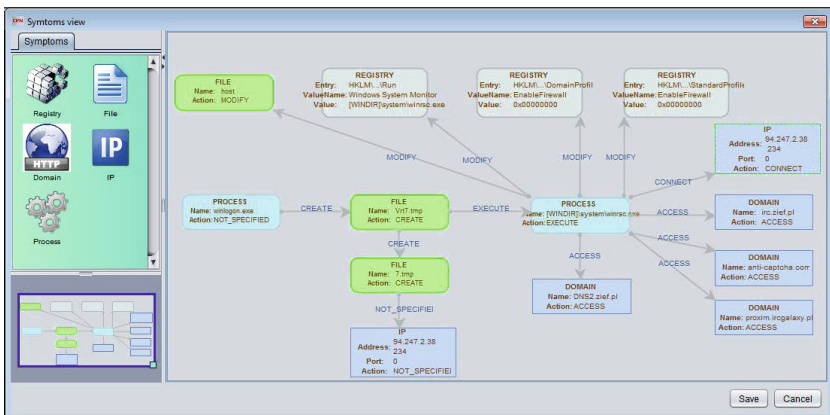 Symtoms view
Symptoms
Registry
File
HTTP
Domain
IP
IP
Process
FILE
Name: host
Action: MODIFY
REGISTRY
Entry: HKLM\...\Run
ValueName: Windows System Monitor
Value: [WINDIR]\system\winrsc.exe
REGISTRY
Entry: HKLM\...\DomainProfil
ValueName: EnableFirewall
Value: 0x00000000
REGISTRY
Entry: HKLM\...\StandardProfile
ValueName: EnableFirewall
Value: 0x00000000
IP
Address: 94.247.2.38
234
Port: 0
Action: CONNECT
MODIFY
MODIFY
MODIFY
MODIFY
CONNECT
PROCESS
Name: winlogon.exe
Action: NOT_SPECIFIED
CREATE
FILE
Name: Vrt7.tmp
Action: CREATE
EXECUTE
PROCESS
Name: [WINDIR]\system\winrsc.exe
Action: EXECUTE
ACCESS
DOMAIN
Name: irc.zief.pl
Action: ACCESS
CREATE
ACCESS
ACCESS
ACCESS
DOMAIN
Name: anti-captcha.com
Action: ACCESS
FILE
Name: 7.tmp
Action: CREATE
DOMAIN
Name: DNS2.zief.pl
Action: ACCESS
DOMAIN
Name: proxim.irogalaxy.pl
Action: ACCESS
NOT_SPECIFIEI
IP
Address: 94.247.2.38
234
Port: 0
Action: NOT_SPECIFIEI
Save
Cancel